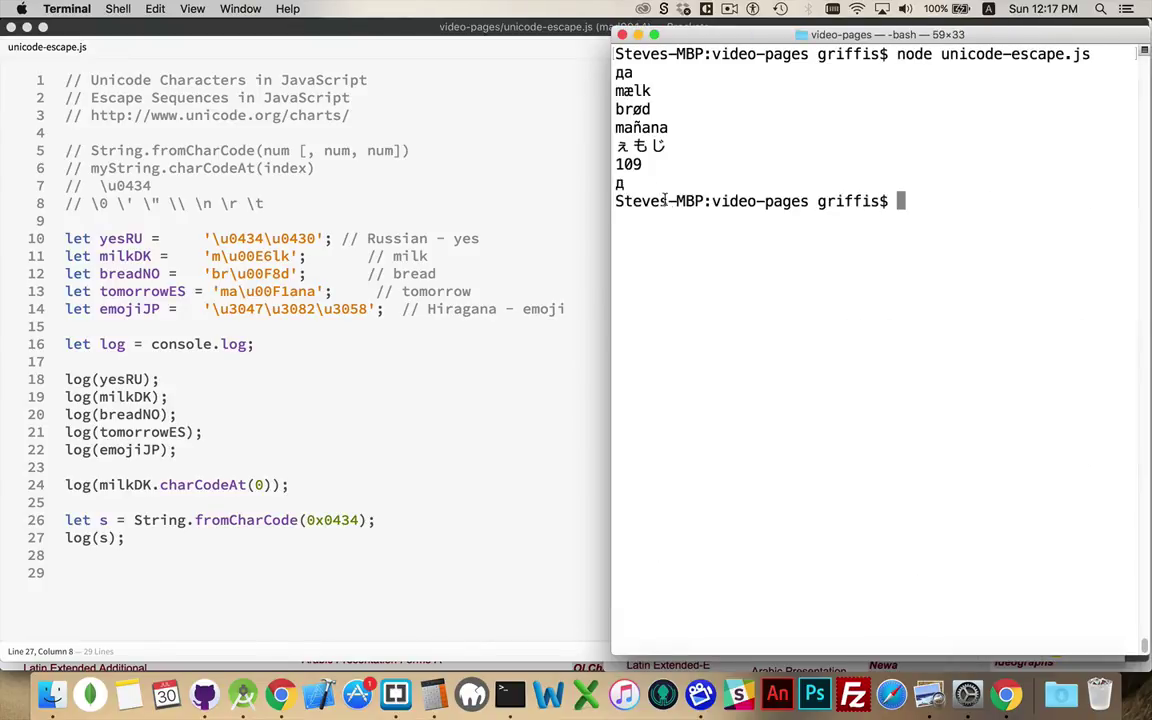 Terminal Shell Edit View Window Help 100% Sun 12:17 PM
video-pages/unicode-escape.js
unicode-escape.js
1 // Unicode Characters in JavaScript
2 // Escape Sequences in JavaScript
3 // http://www.unicode.org/charts/
4
5 // String.fromCharCode(num [, num, num])
6 // myString.charCodeAt(index)
7 // \u0434
8 // \0 \' \" \\ \n \r \t
9
10 let yesRU = '\u0434\u0430'; // Russian - yes
11 let milkDK = 'm\u00E6lk'; // milk
12 let breadNO = 'br\u00F8d'; // bread
13 let tomorrowES = 'ma\u00F1ana'; // tomorrow
14 let emojiJP = '\u3047\u3082\u3058'; // Hiragana - emoji
15
16 let log = console.log;
17
18 log(yesRU);
19 log(milkDK);
20 log(breadNO);
21 log(tomorrowES);
22 log(emojiJP);
23
24 log(milkDK.charCodeAt(0));
25
26 let s = String.fromCharCode(0x0434);
27 log(s);
28
29
Line 27, Column 8 — 29 Lines
video-pages — -bash — 59×33
Steves-MBP:video-pages griffis$ node unicode-escape.js
да
mælk
brød
mañana
ぇもじ
109
д
Steves-MBP:video-pages griffis$
Latin Extended Additional
Latin Extended-E
Newa
30
1
An
Ps
Fz